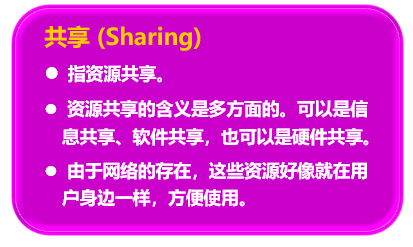 共享 (Sharing)
● 指资源共享。
● 资源共享的含义是多方面的。可以是信
息共享、软件共享，也可以是硬件共享。
● 由于网络的存在，这些资源好像就在用
户身边一样，方便使用。